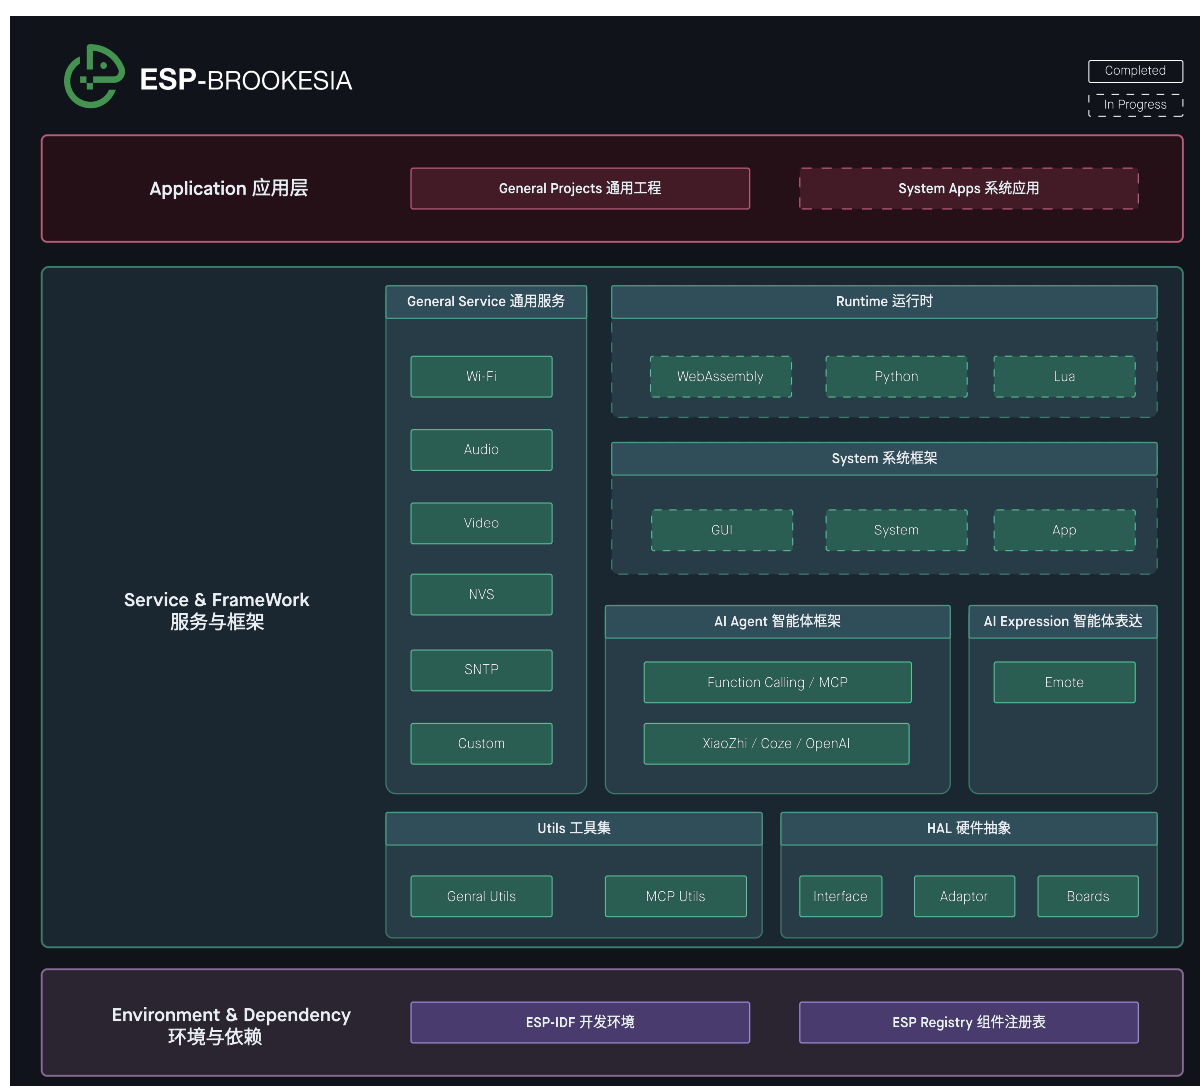 ESP-BROOKESIA
Completed
In Progress
Application 应用层
General Projects 通用工程
System Apps 系统应用
Service & FrameWork
服务与框架
General Service 通用服务
Wi-Fi
Audio
Video
NVS
SNTP
Custom
Runtime 运行时
WebAssembly
Python
Lua
System 系统框架
GUI
System
App
AI Agent 智能体框架
Function Calling / MCP
XiaoZhi / Coze / OpenAI
AI Expression 智能体表达
Emote
Utils 工具集
Genral Utils
MCP Utils
HAL 硬件抽象
Interface
Adaptor
Boards
Environment & Dependency
环境与依赖
ESP-IDF 开发环境
ESP Registry 组件注册表